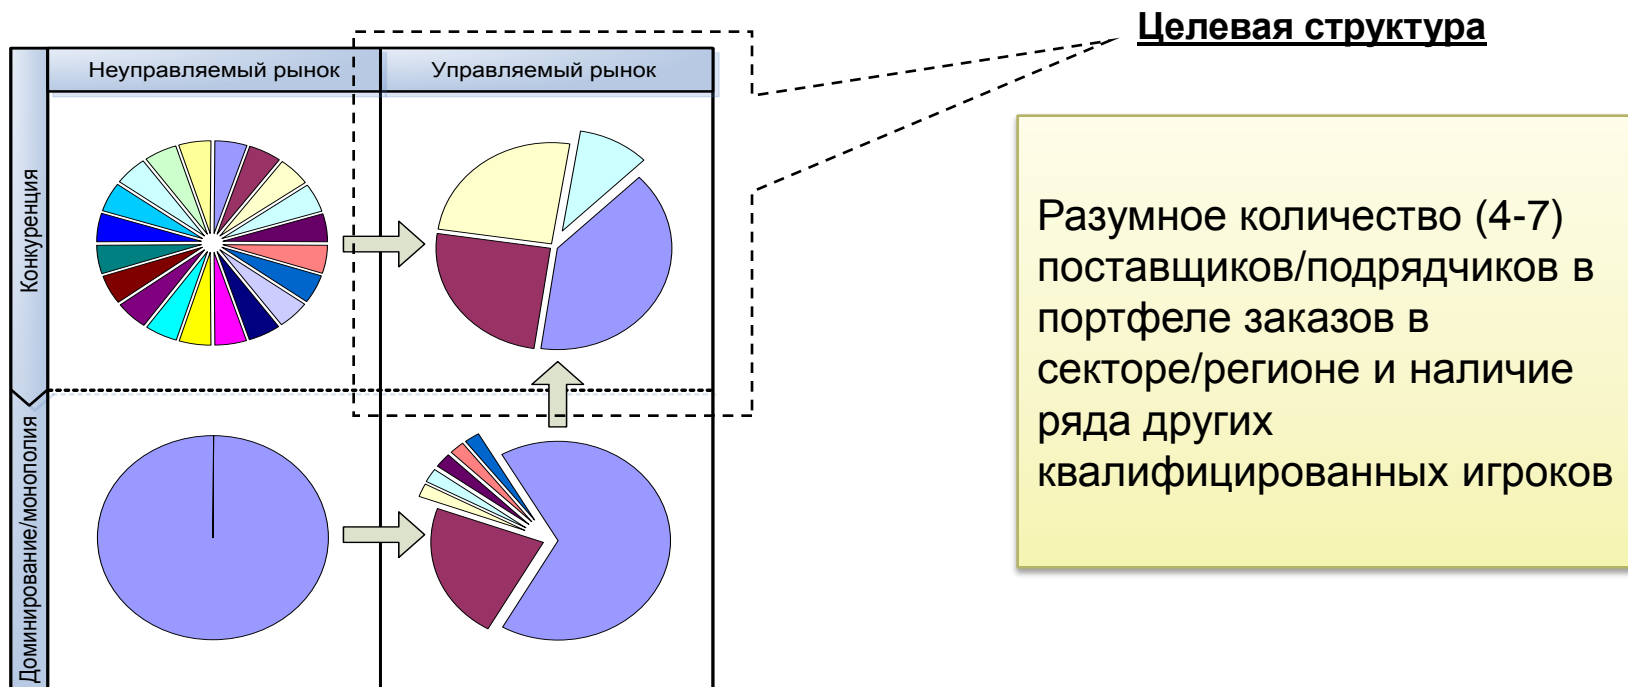 Целевая структура
Неуправляемый рынок
Управляемый рынок
Конкуренция
Доминирование/монополия
Разумное количество (4-7)
поставщиков/подрядчиков в
портфеле заказов в
секторе/регионе и наличие
ряда других
квалифицированных игроков